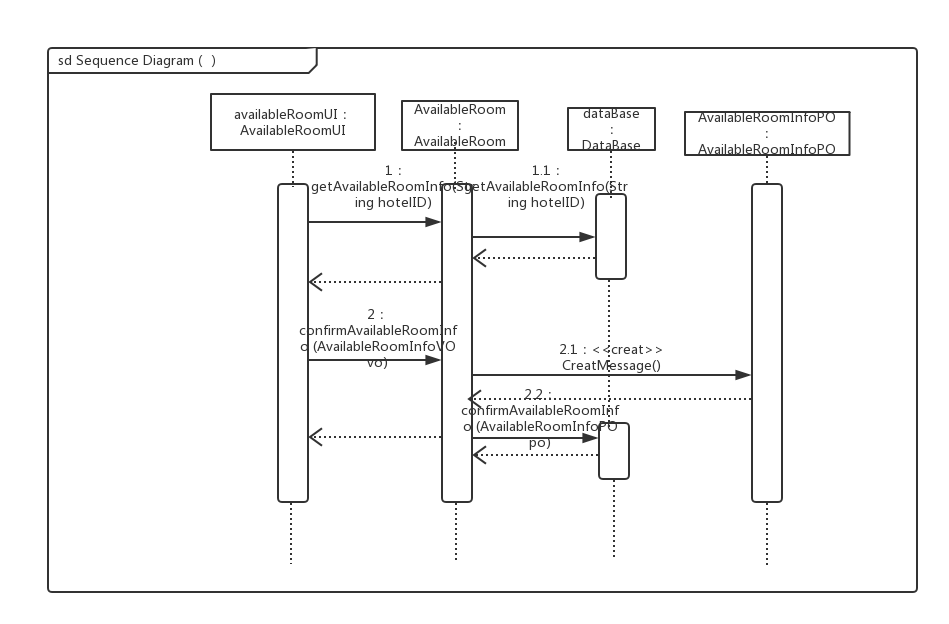 sd Sequence Diagram (  )
availableRoomUI :
AvailableRoomUI
AvailableRoom
:
AvailableRoom
dataBase
:
DataBase
AvailableRoomInfoPO
:
AvailableRoomInfoPO
1 :
getAvailableRoomInfo(Str
ing hotelID)
1.1 :
getAvailableRoomInfo(Str
ing hotelID)
2 :
confirmAvailableRoomInf
o (AvailableRoomInfoVO
vo)
2.1 : <<creat>>
CreatMessage()
2.2 :
confirmAvailableRoomInf
o (AvailableRoomInfoPO
po)